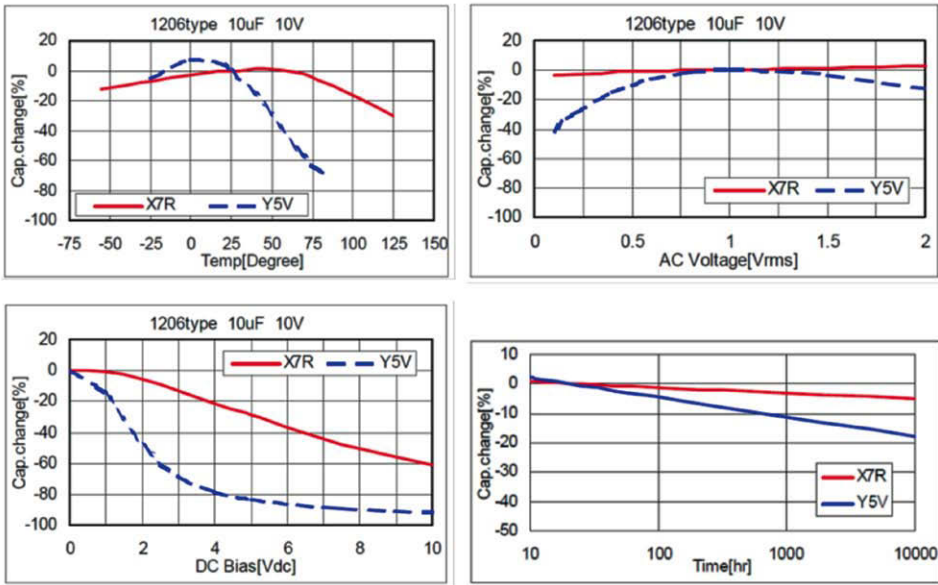 1206type 10uF 10V
Cap.change[%]
20
0
-20
-40
-60
-80
-100
X7R Y5V
-75 -50 -25 0 25 50 75 100 125 150
Temp[Degree]
1206type 10uF 10V
Cap.change[%]
20
0
-20
-40
-60
-80
-100
X7R Y5V
0 0.5 1 1.5 2
AC Voltage[Vrms]
1206type 10uF 10V
Cap.change[%]
20
0
-20
-40
-60
-80
-100
X7R Y5V
0 2 4 6 8 10
DC Bias[Vdc]
Cap.change[%]
10
0
-10
-20
-30
-40
-50
X7R
Y5V
10 100 1000 10000
Time[hr]